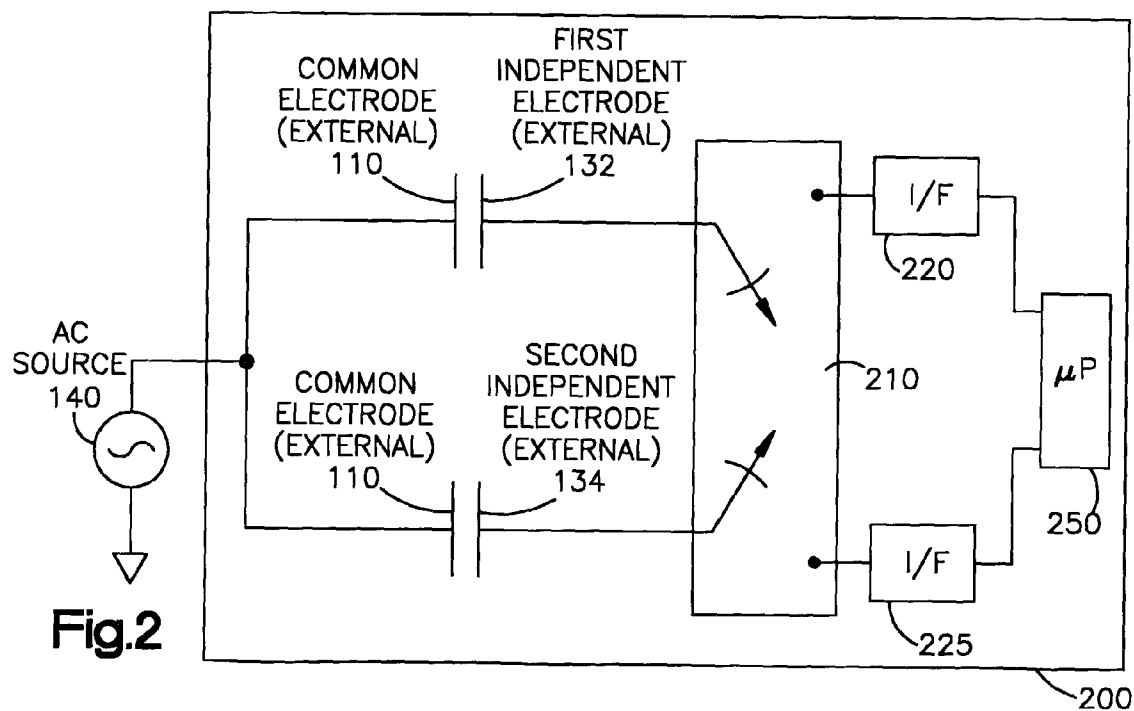 FIRST
INDEPENDENT
ELECTRODE
(EXTERNAL)
132
COMMON
ELECTRODE
(EXTERNAL)
110
I/F
220
AC
SOURCE
140
COMMON
ELECTRODE
(EXTERNAL)
110
SECOND
INDEPENDENT
ELECTRODE
(EXTERNAL)
134
210
μP
250
I/F
225
Fig.2
200